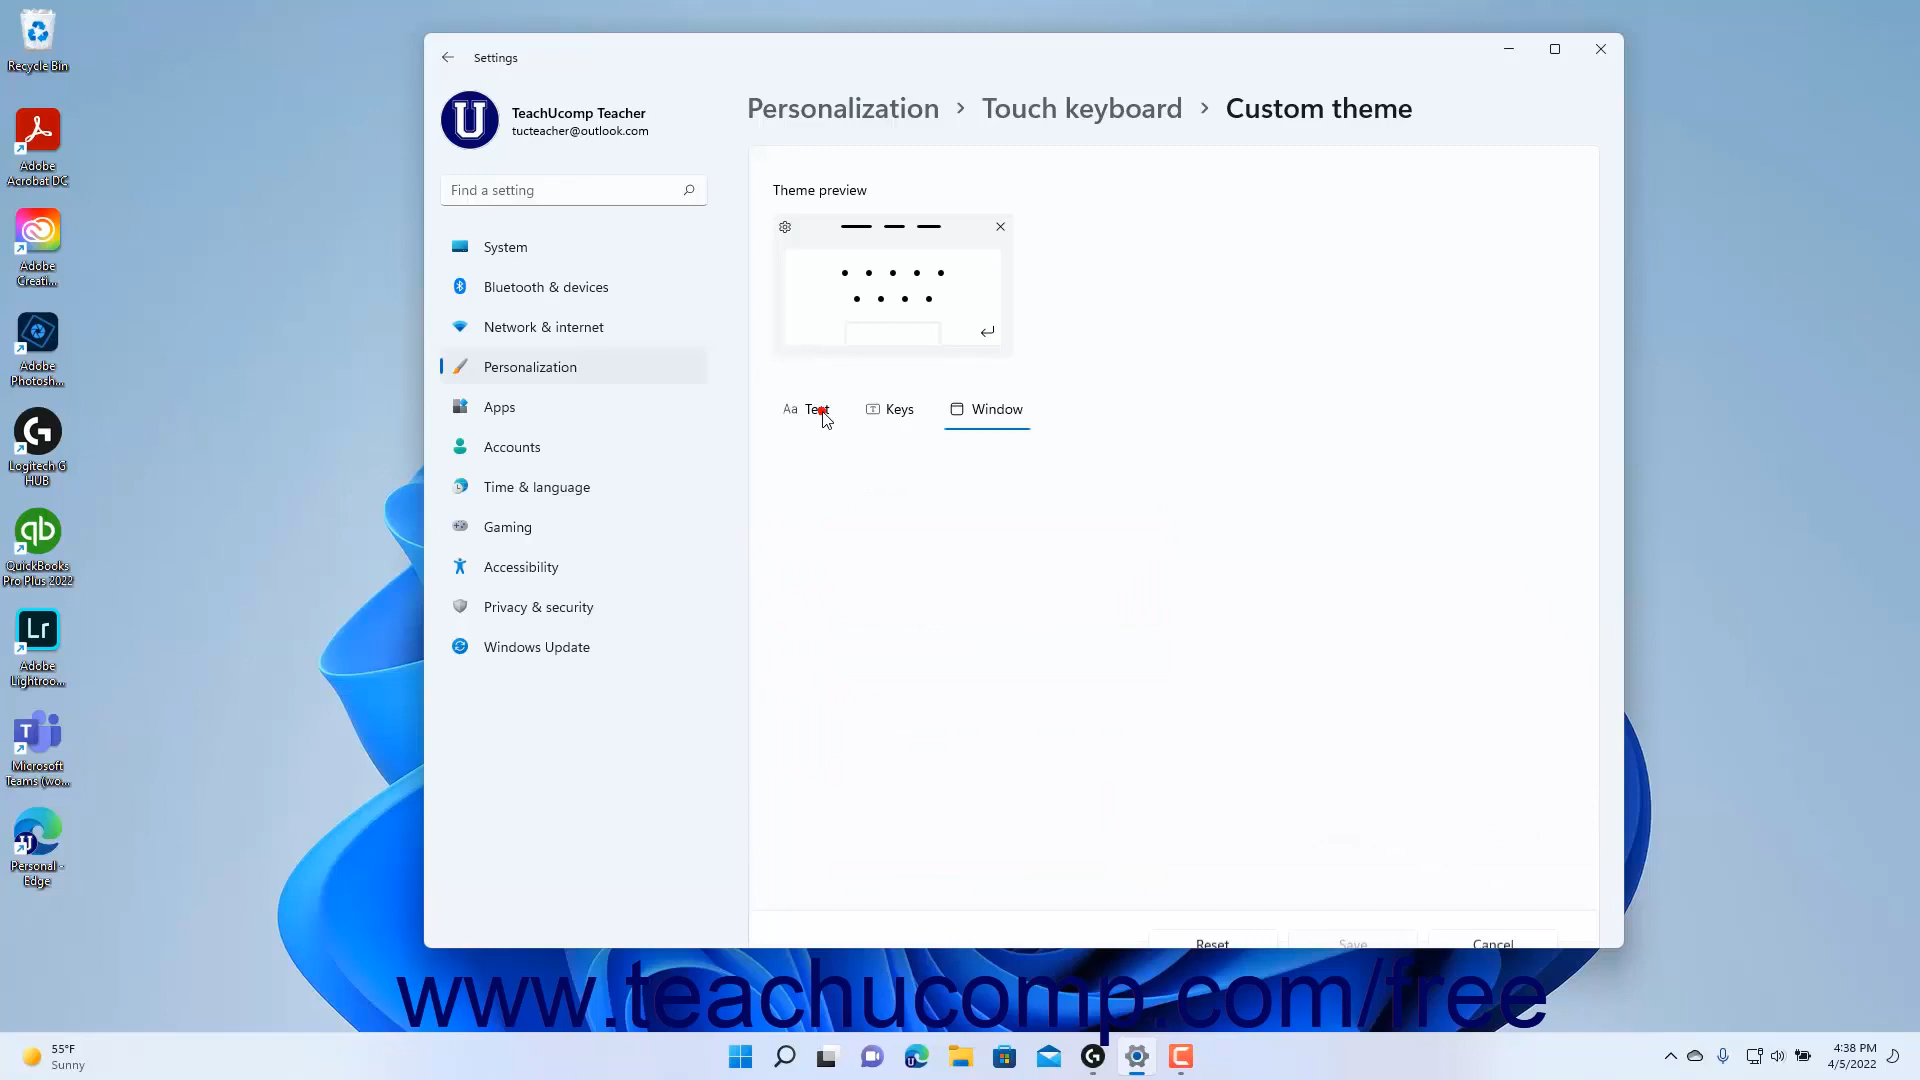 Recycle Bin
Adobe
Acrobat DC
Adobe
Creati...
Adobe
Photosh...
Logitech G
HUB
QuickBooks
Pro Plus 2022
Adobe
Lightroo...
Microsoft
Teams (wo...
Personal -
Edge
Settings
TeachUcomp Teacher
tucteacher@outlook.com
Find a setting
System
Bluetooth & devices
Network & internet
Personalization
Apps
Accounts
Time & language
Gaming
Accessibility
Privacy & security
Windows Update
Personalization > Touch keyboard > Custom theme
Theme preview
Aa Text Keys Window
Reset Save Cancel
www.teachucomp.com/free
55°F
Sunny
4:38 PM
4/5/2022